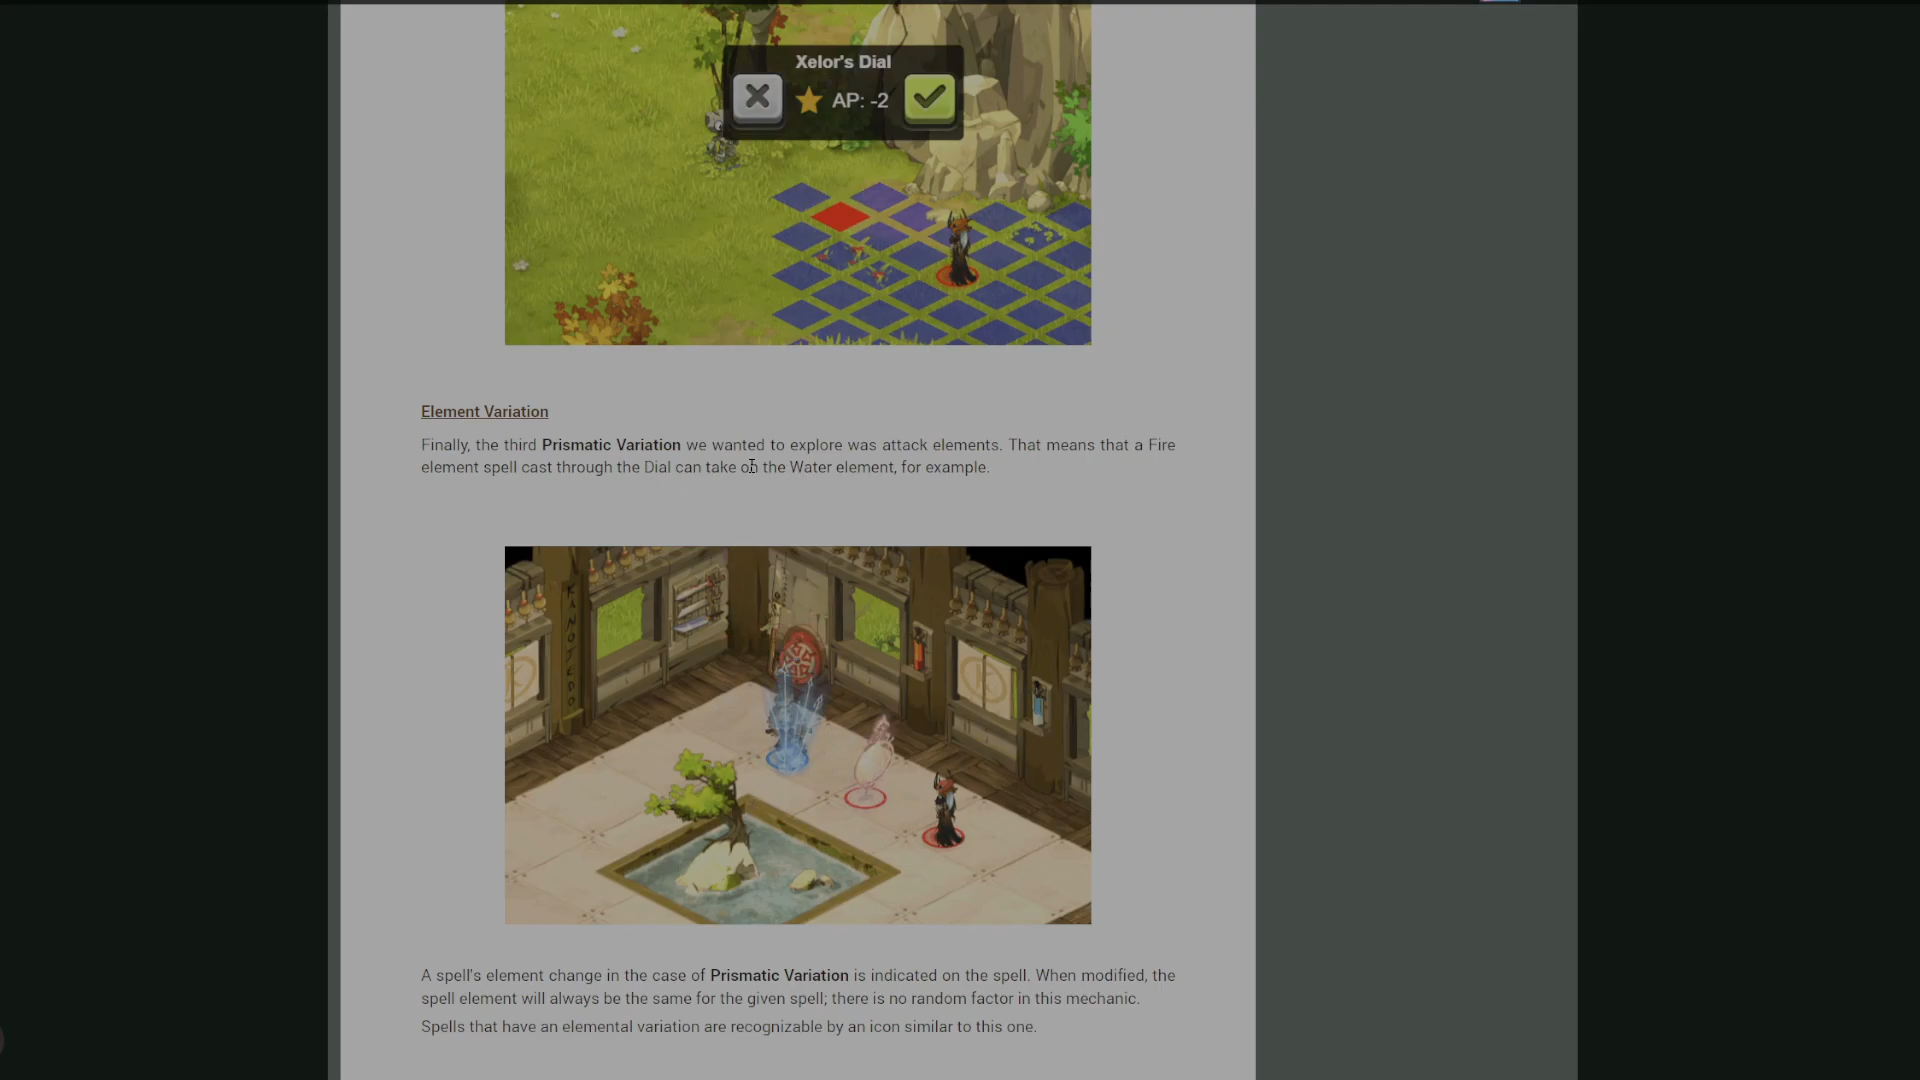 Xelor's Dial
AP: -2
Element Variation
Finally, the third Prismatic Variation we wanted to explore was attack elements. That means that a Fire
element spell cast through the Dial can take on the Water element, for example.
KANOJEDO
A spell's element change in the case of Prismatic Variation is indicated on the spell. When modified, the
spell element will always be the same for the given spell; there is no random factor in this mechanic.
Spells that have an elemental variation are recognizable by an icon similar to this one.